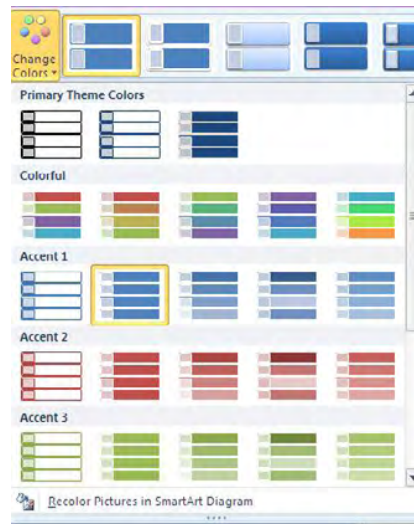 Change
Colors
Primary Theme Colors
Colorful
Accent 1
Accent 2
Accent 3
Recolor Pictures in SmartArt Diagram